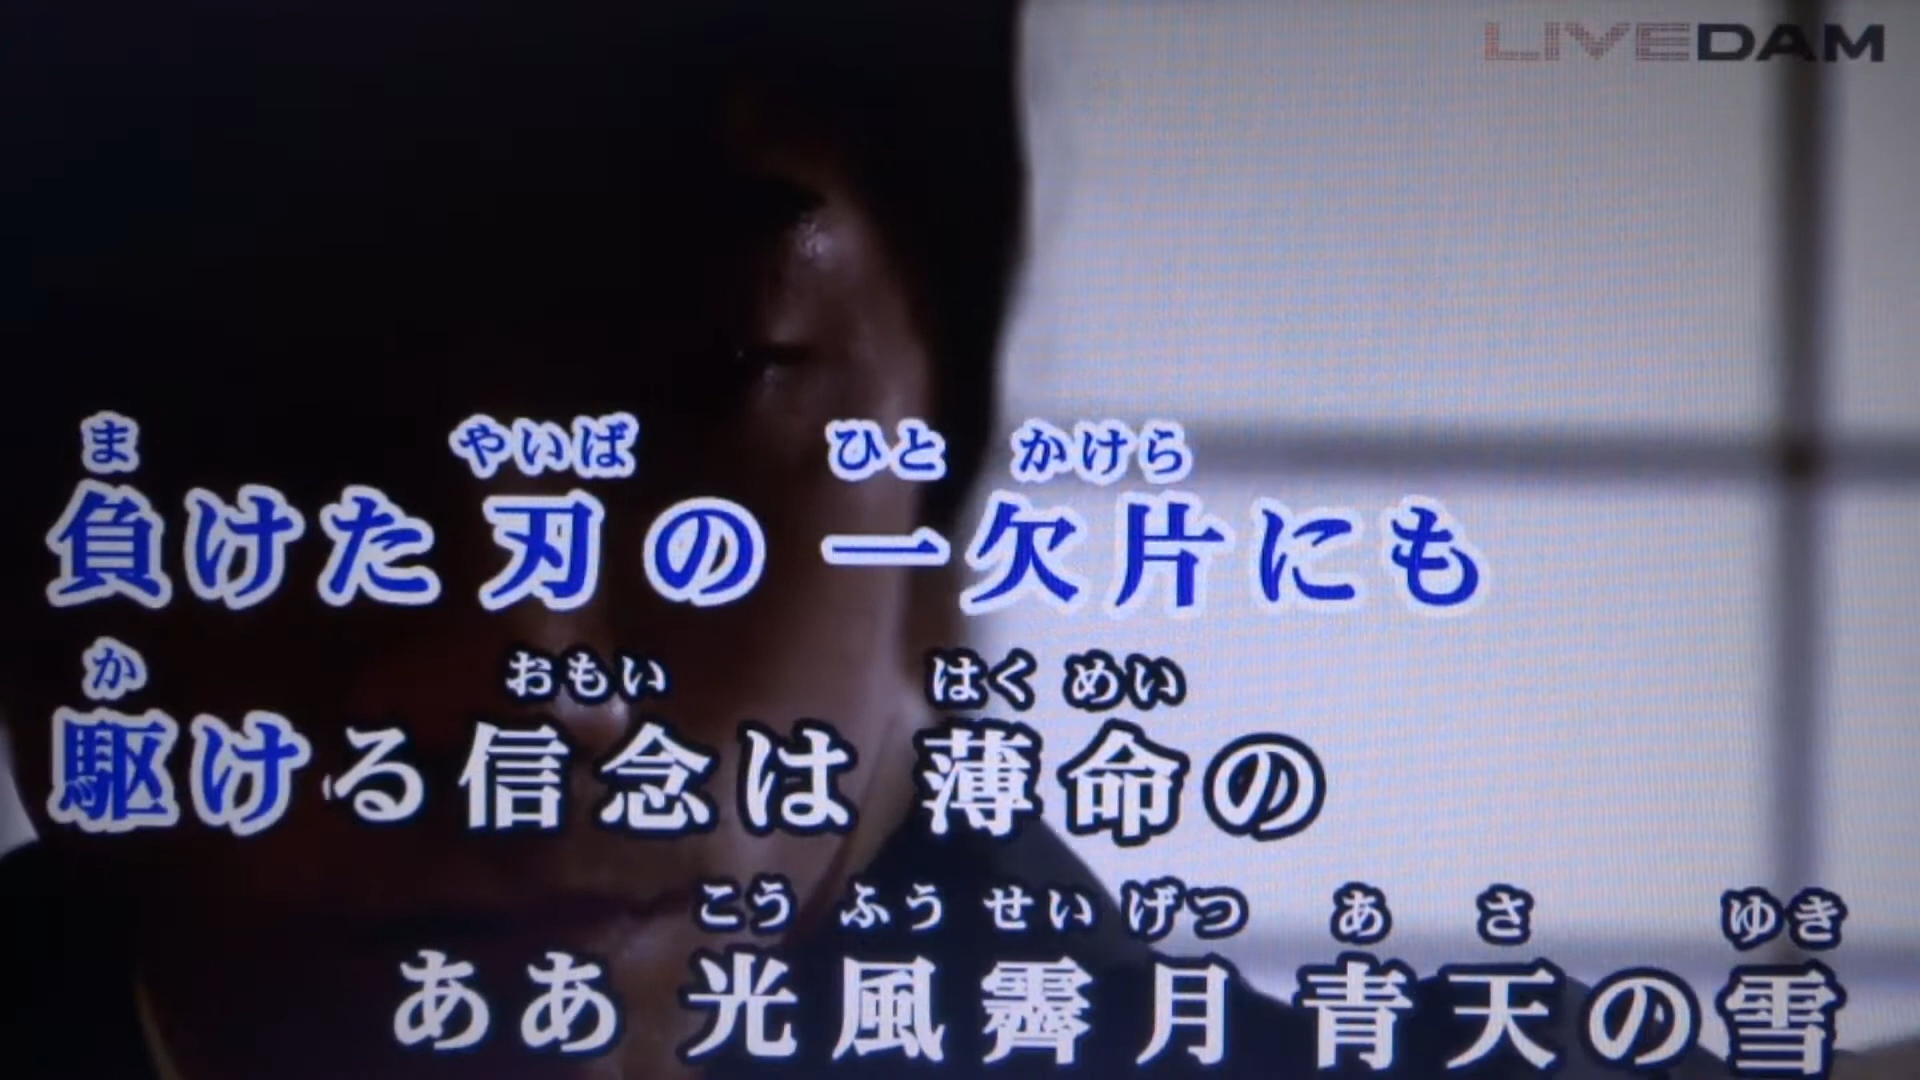 LIVEDAM
ま やいば ひと かけら
負けた 刃の 一欠片にも
か おもい はく めい
駆ける信念は 薄命の
こう ふう せい げつ あ さ ゆき
ああ 光風霽月 青天の雪